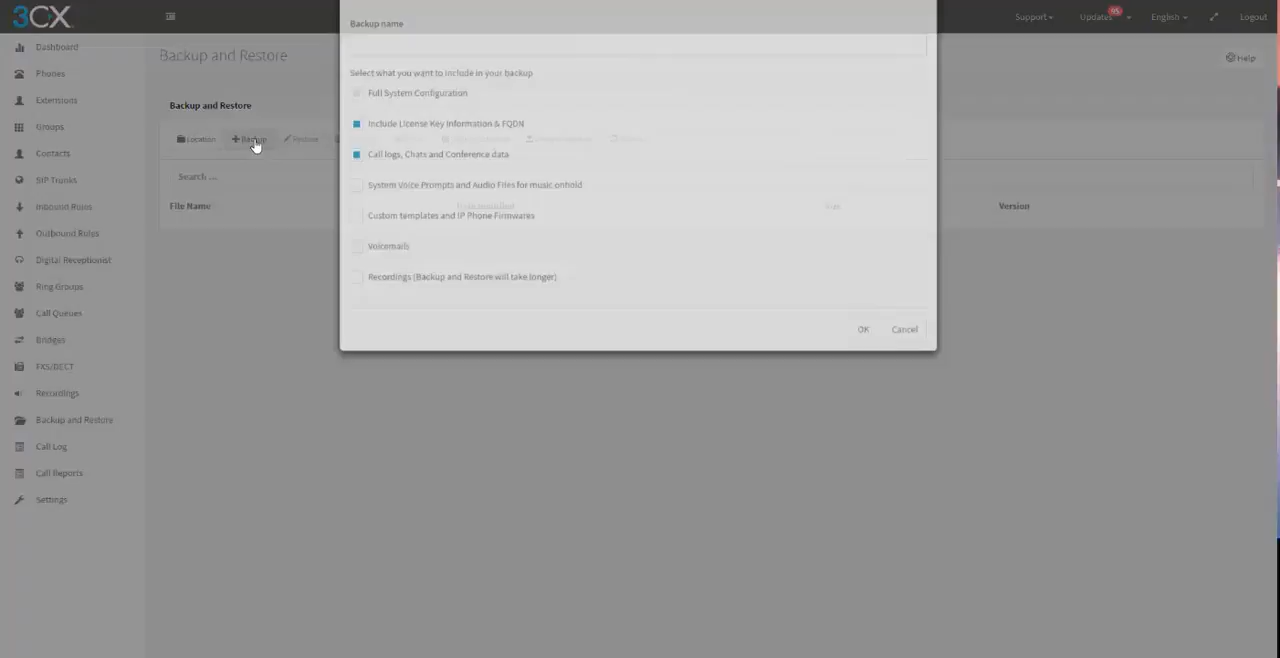 3CX
Support
Updates
English
Logout
Backup name
Dashboard
Backup and Restore
Help
Phones
Select what you want to include in your backup
Full System Configuration
Extensions
Backup and Restore
Groups
Include License Key Information & FQDN
Location
Backup
Restore
Contacts
Call logs, Chats and Conference data
SIP Trunks
Search ....
System Voice Prompts and Audio Files for music onhold
Inbound Rules
File Name
Version
Custom templates and IP Phone Firmwares
Outbound Rules
Voicemails
Digital Receptionist
Recordings (Backup and Restore will take longer)
Ring Groups
Call Queues
OK
Cancel
Bridges
FXS/DECT
Recordings
Backup and Restore
Call Log
Call Reports
Settings